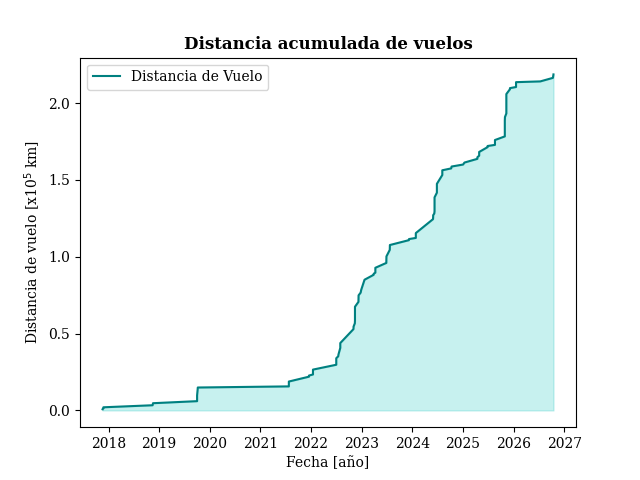 Distancia acumulada de vuelos
Distancia de Vuelo
Distancia de vuelo [x10⁵ km]
2.0
1.5
1.0
0.5
0.0
2018 2019 2020 2021 2022 2023 2024 2025 2026 2027
Fecha [año]